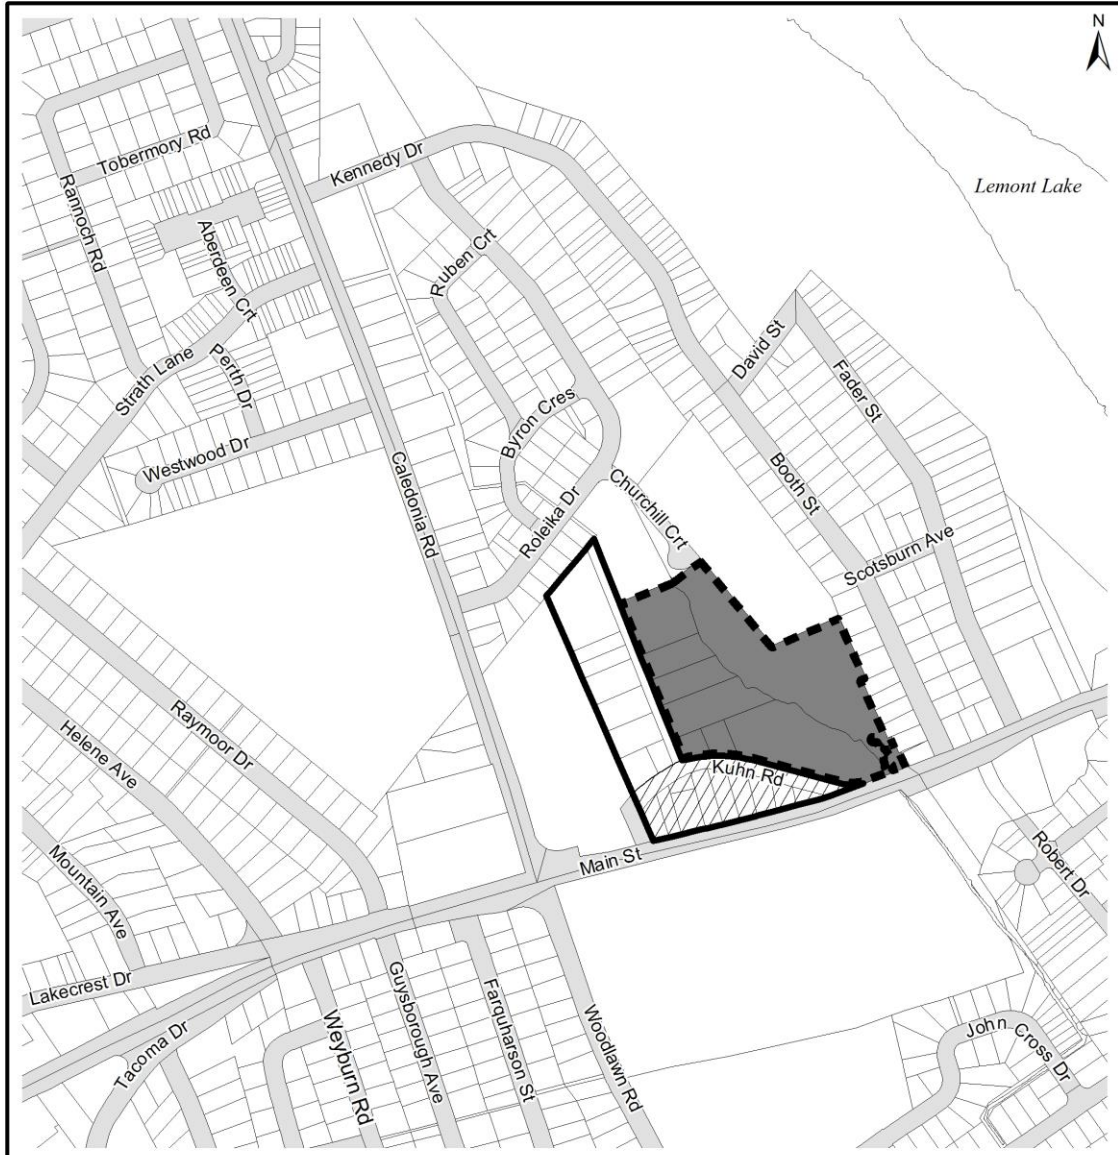 N
Lemont Lake
Kennedy Dr
Tobermory Rd
Rannoch Rd
Aberdeen Crt
Ruben Crt
Strath Lane
Perth Dr
Westwood Dr
David St
Fader St
Byron Cres
Caledonia Rd
Roleika Dr
Churchill Crt
Booth St
Scotsburn Ave
Raymoor Dr
Helene Ave
Mountain Ave
Lakecrest Dr
Kuhn Rd
Main St
Robert Dr
Tacoma Dr
Weyburn Rd
Guysborough Ave
Farquharson St
Woodlawn Rd
John Cross Dr